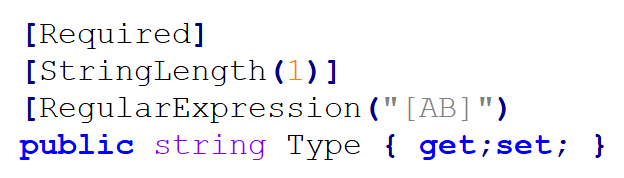 [Required]
[StringLength(1)]
[RegularExpression("[AB]")
public string Type { get;set; }